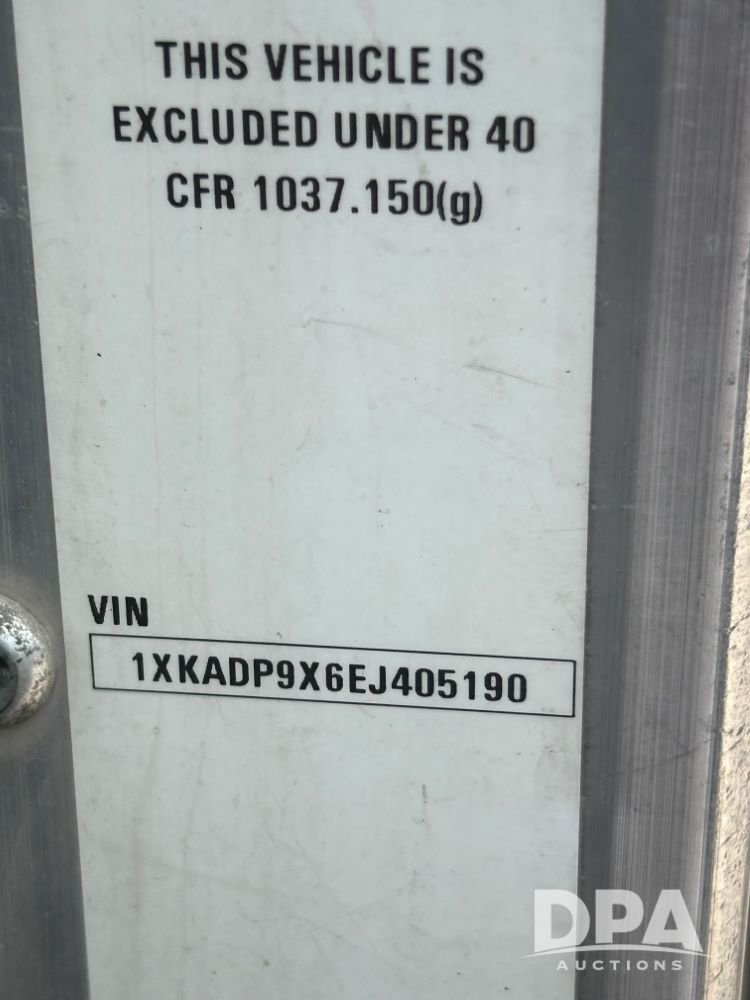 THIS VEHICLE IS
EXCLUDED UNDER 40
CFR 1037.150(g)
VIN
1XKADP9X6EJ405190
DPA
AUCTIONS